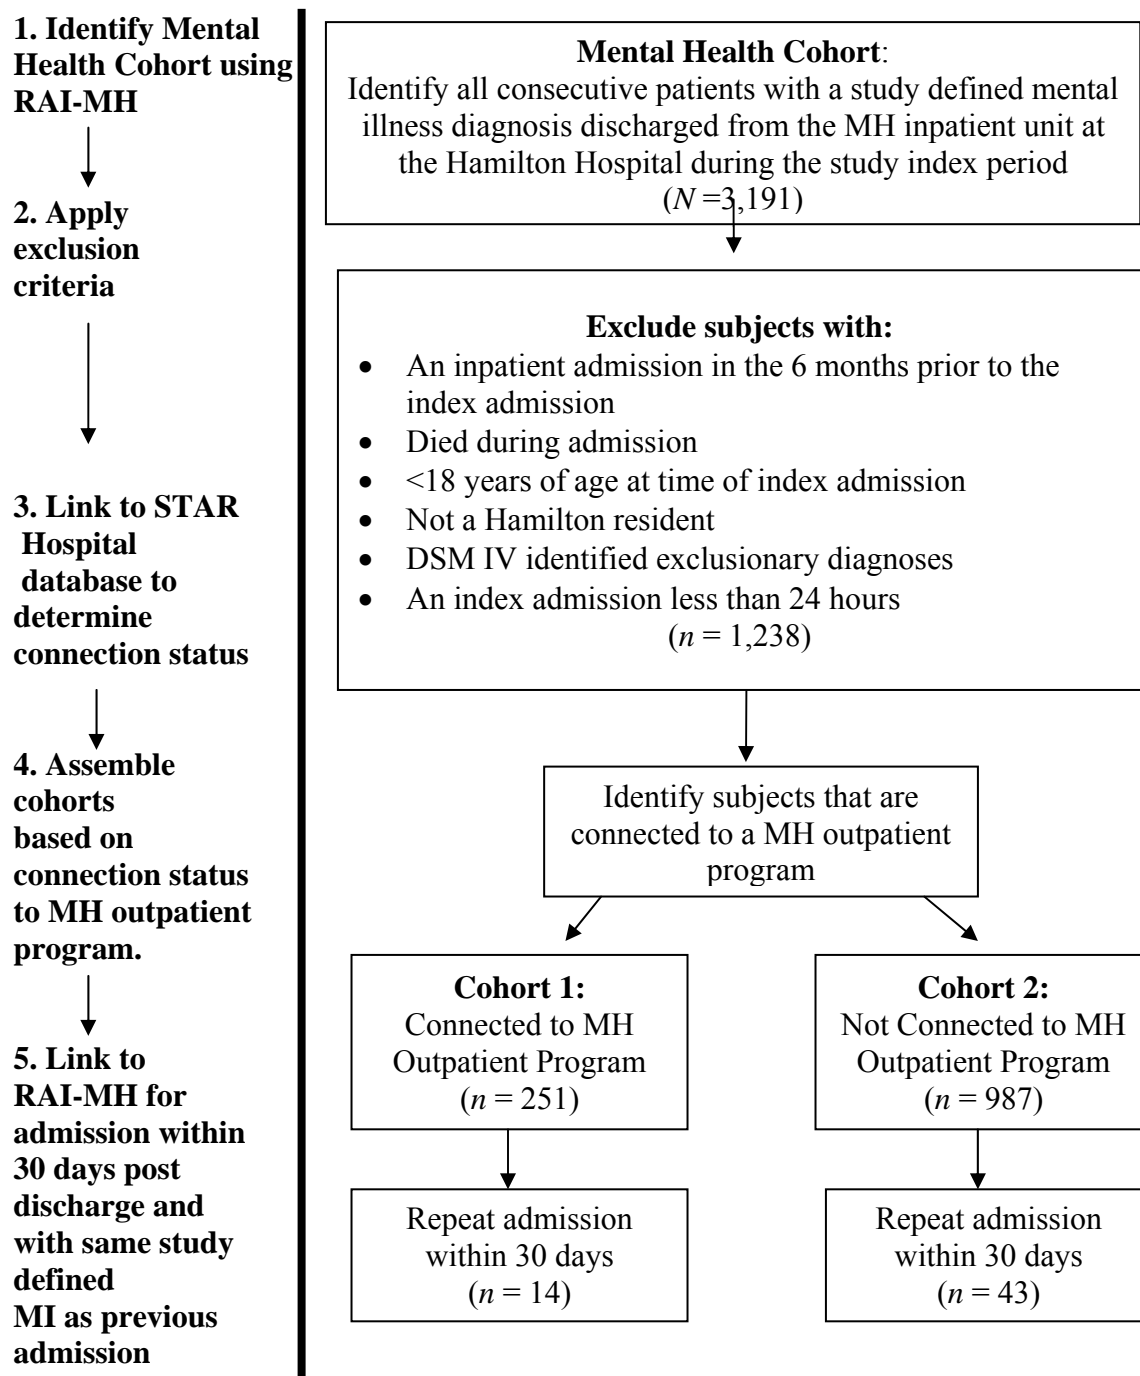 1. Identify Mental
Health Cohort using
RAI-MH
2. Apply
exclusion
criteria
3. Link to STAR
Hospital
database to
determine
connection status
4. Assemble
cohorts
based on
connection status
to MH outpatient
program.
5. Link to
RAI-MH for
admission within
30 days post
discharge and
with same study
defined
MI as previous
admission
Mental Health Cohort:
Identify all consecutive patients with a study defined mental
illness diagnosis discharged from the MH inpatient unit at
the Hamilton Hospital during the study index period
(N =3,191)
Exclude subjects with:
• An inpatient admission in the 6 months prior to the
index admission
• Died during admission
• <18 years of age at time of index admission
• Not a Hamilton resident
• DSM IV identified exclusionary diagnoses
• An index admission less than 24 hours
(n = 1,238)
Identify subjects that are
connected to a MH outpatient
program
Cohort 1:
Connected to MH
Outpatient Program
(n = 251)
Cohort 2:
Not Connected to MH
Outpatient Program
(n = 987)
Repeat admission
within 30 days
(n = 14)
Repeat admission
within 30 days
(n = 43)